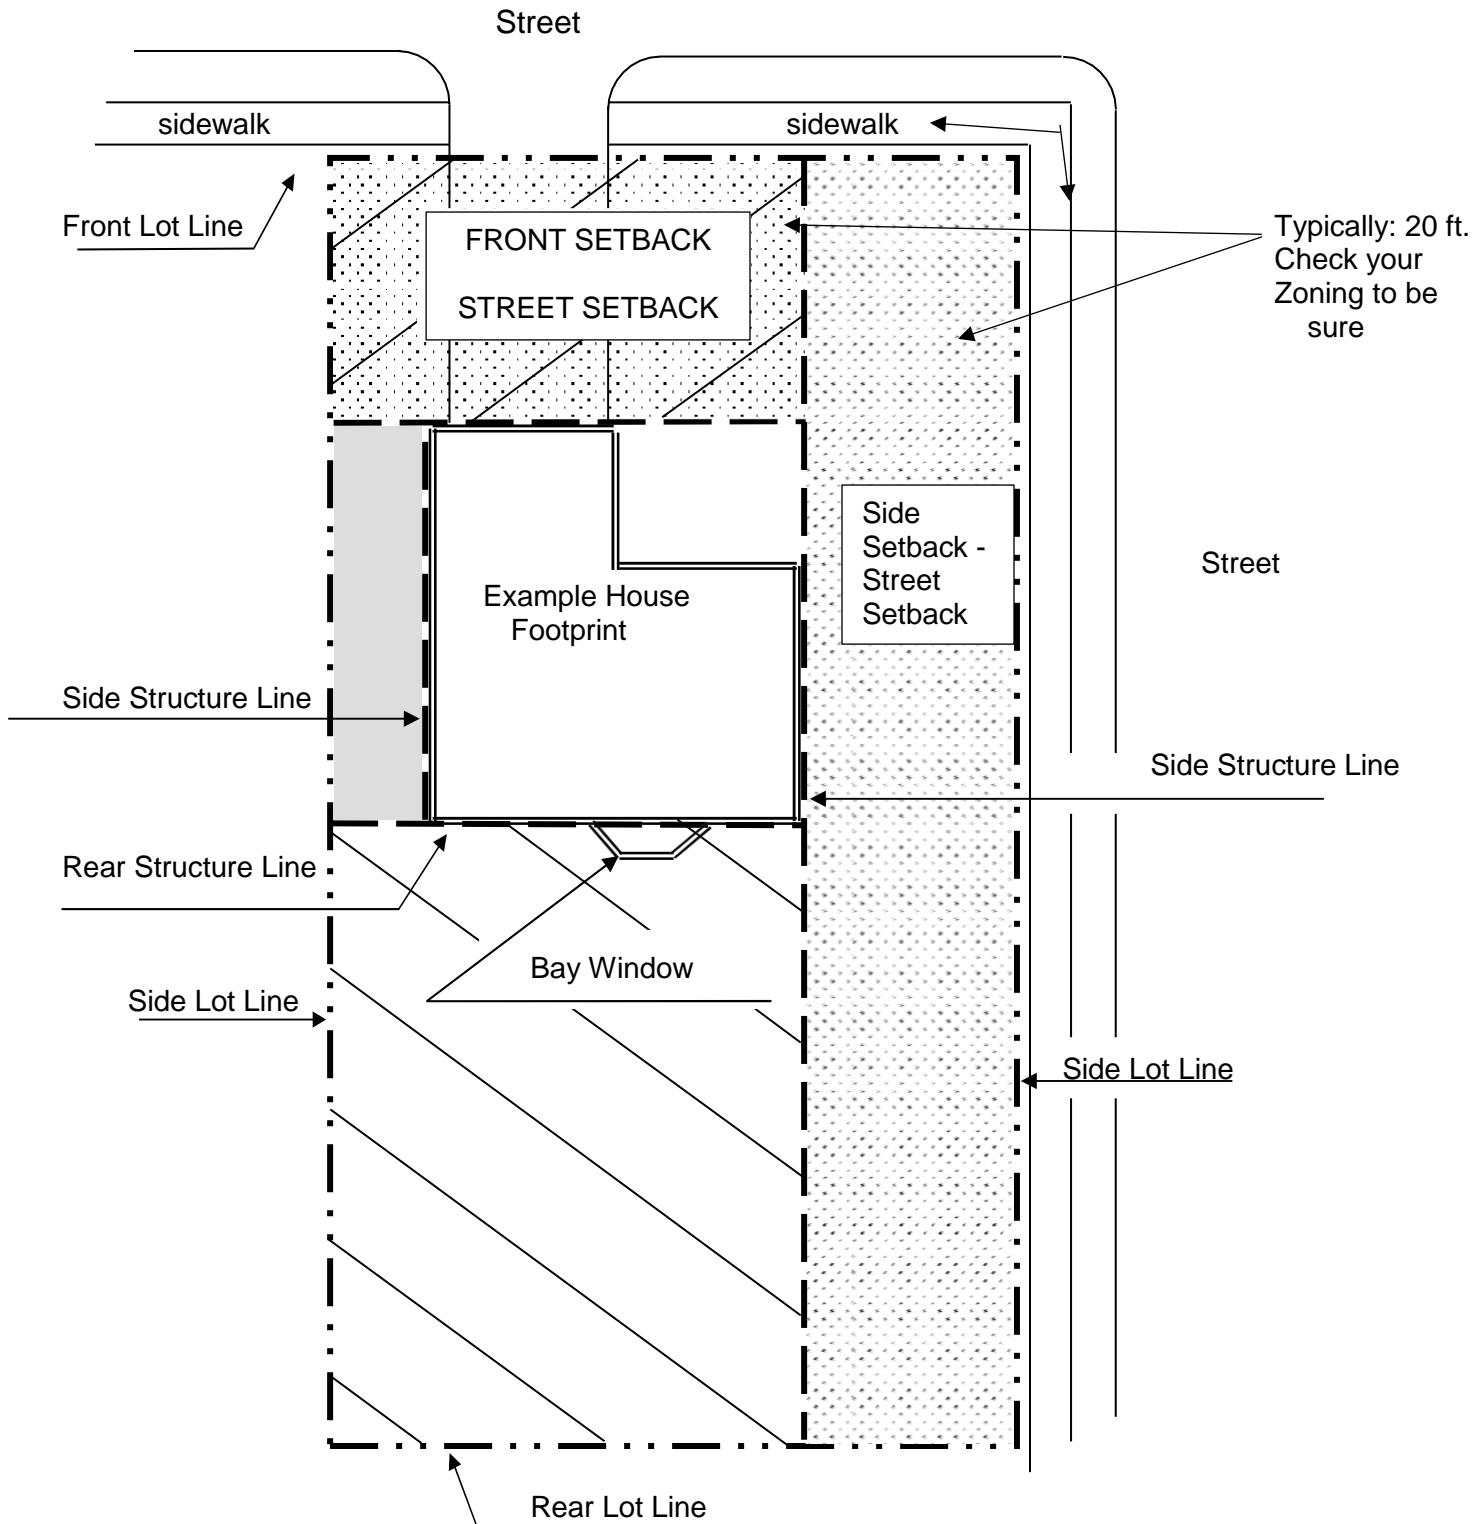 Street
sidewalk
sidewalk
Front Lot Line
FRONT SETBACK
STREET SETBACK
Typically: 20 ft.
Check your
Zoning to be
sure
Side
Setback -
Street
Setback
Street
Example House
Footprint
Side Structure Line
Side Structure Line
Rear Structure Line
Bay Window
Side Lot Line
Side Lot Line
Rear Lot Line